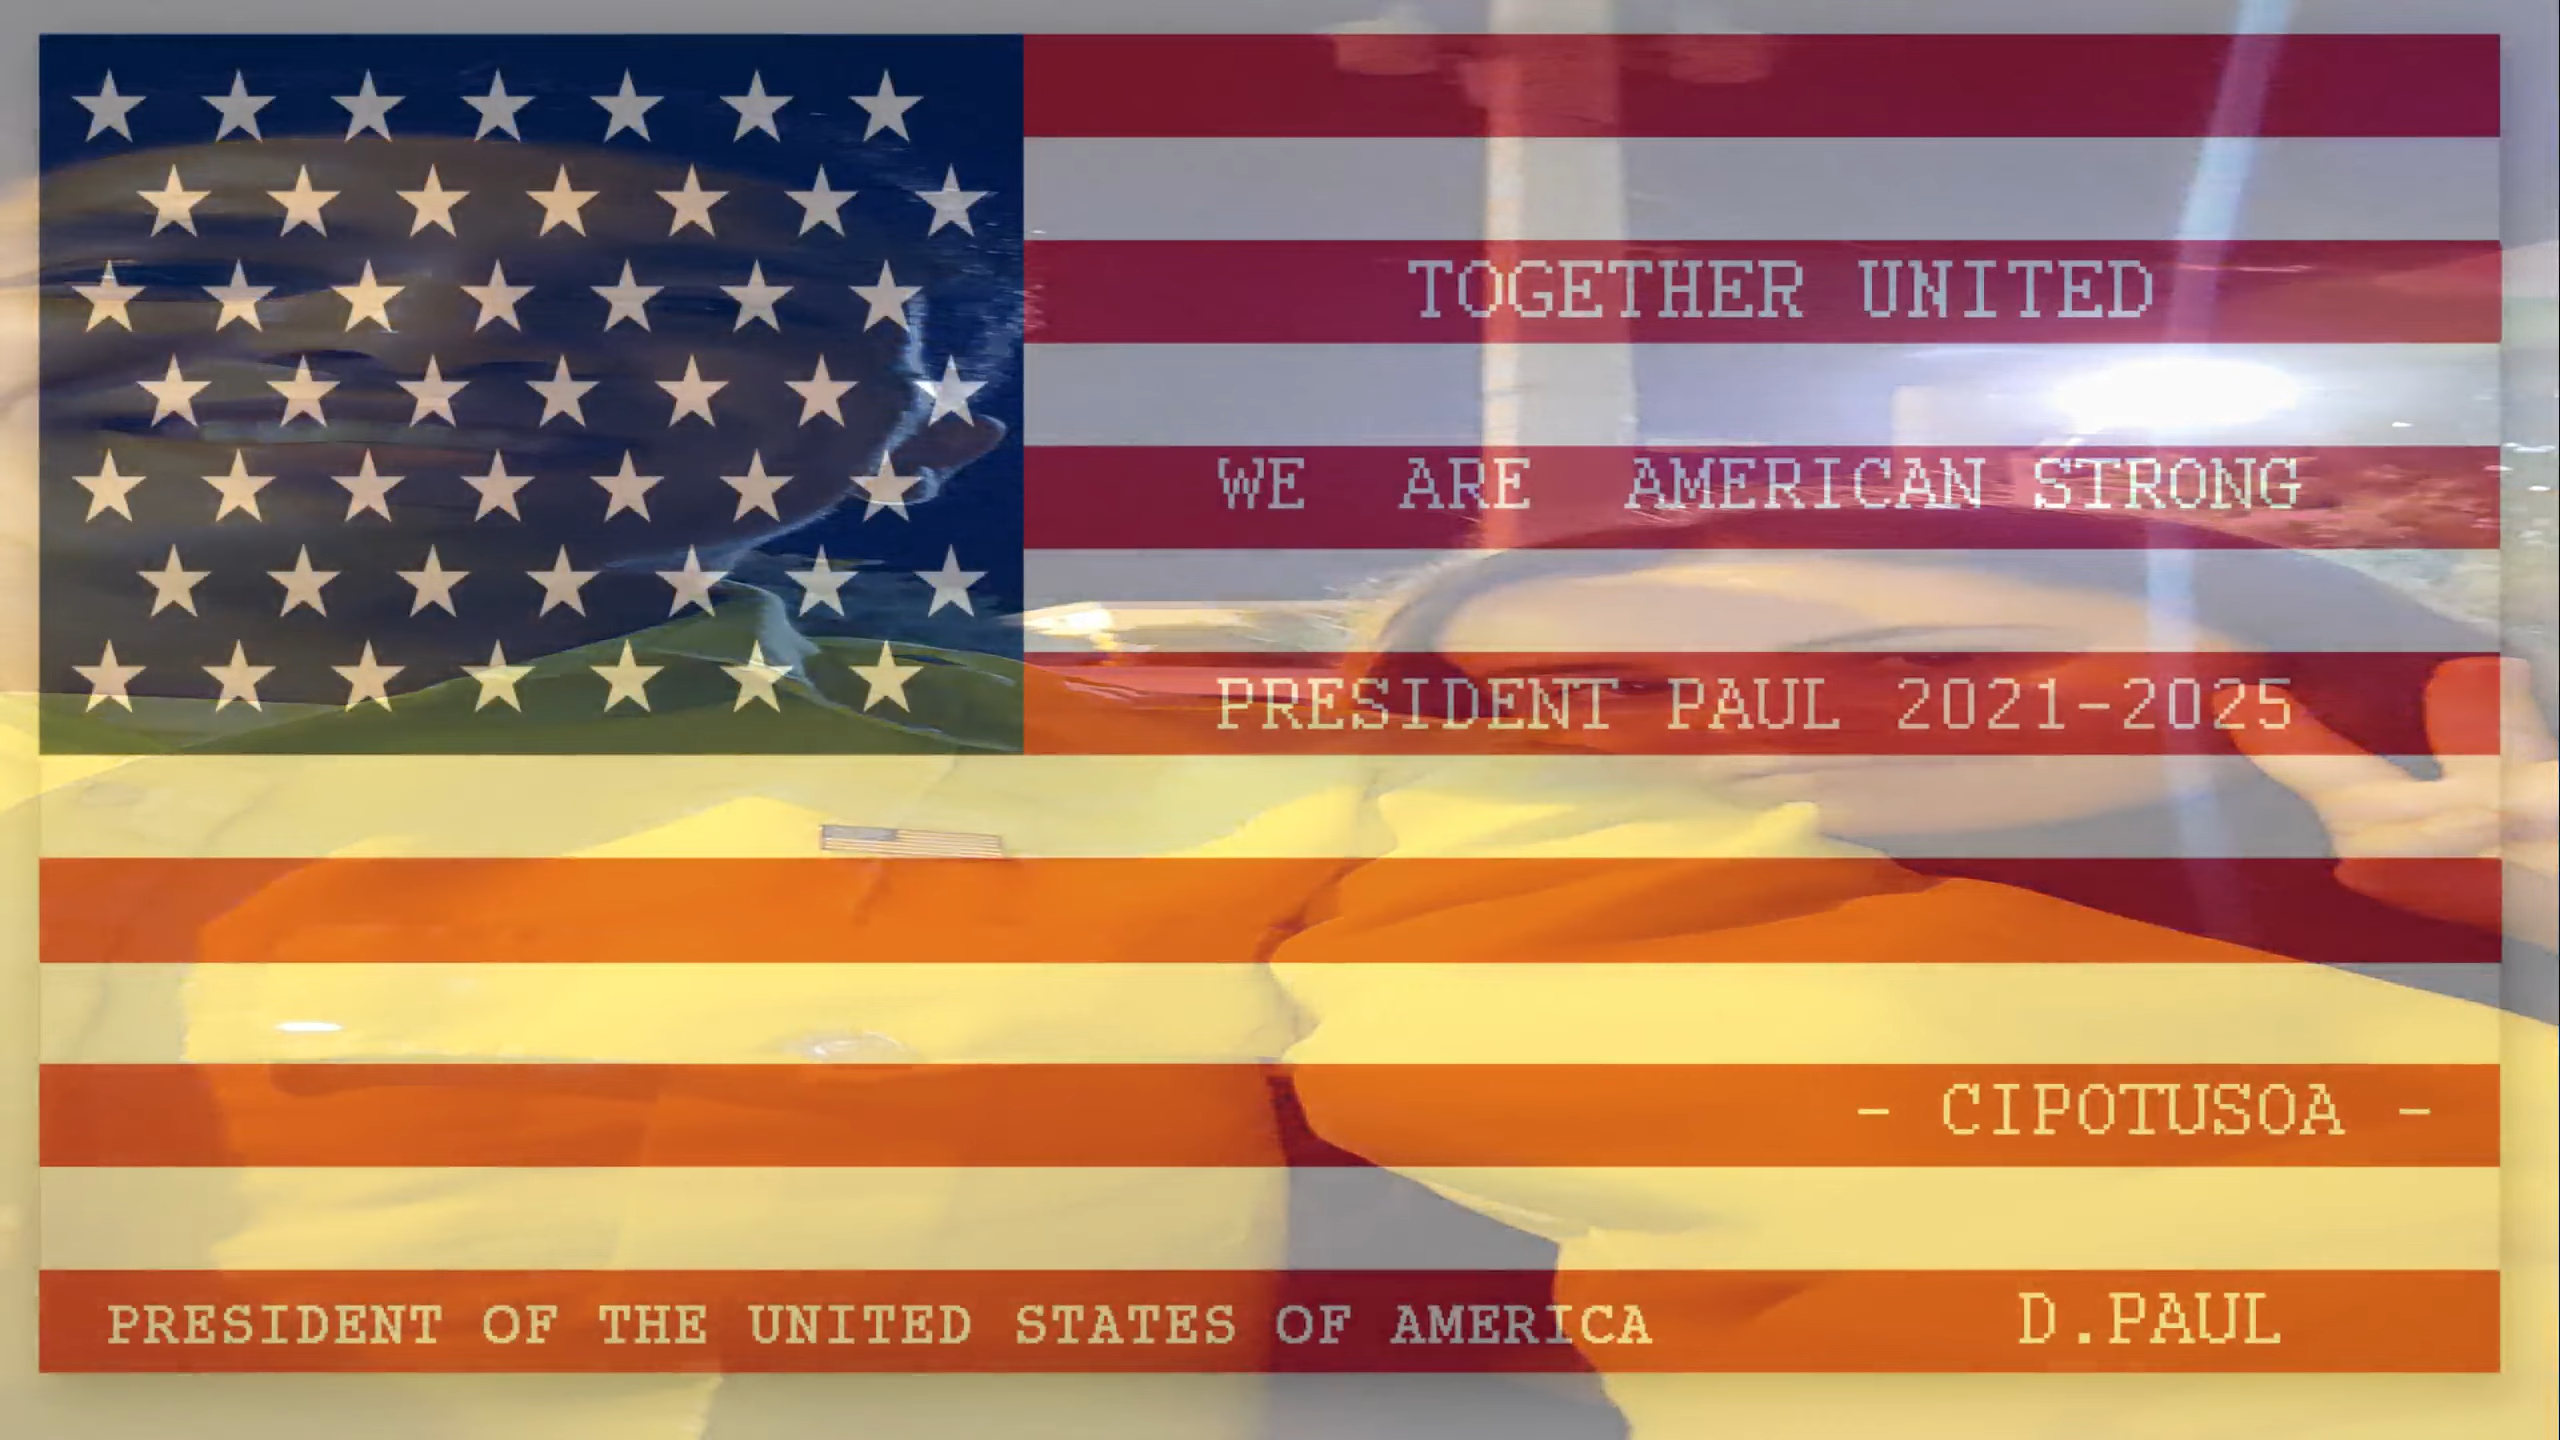 TOGETHER UNITED
WE ARE AMERICAN STRONG
PRESIDENT PAUL 2021-2025
- CIPOTUSOA -
PRESIDENT OF THE UNITED STATES OF AMERICA
D.PAUL